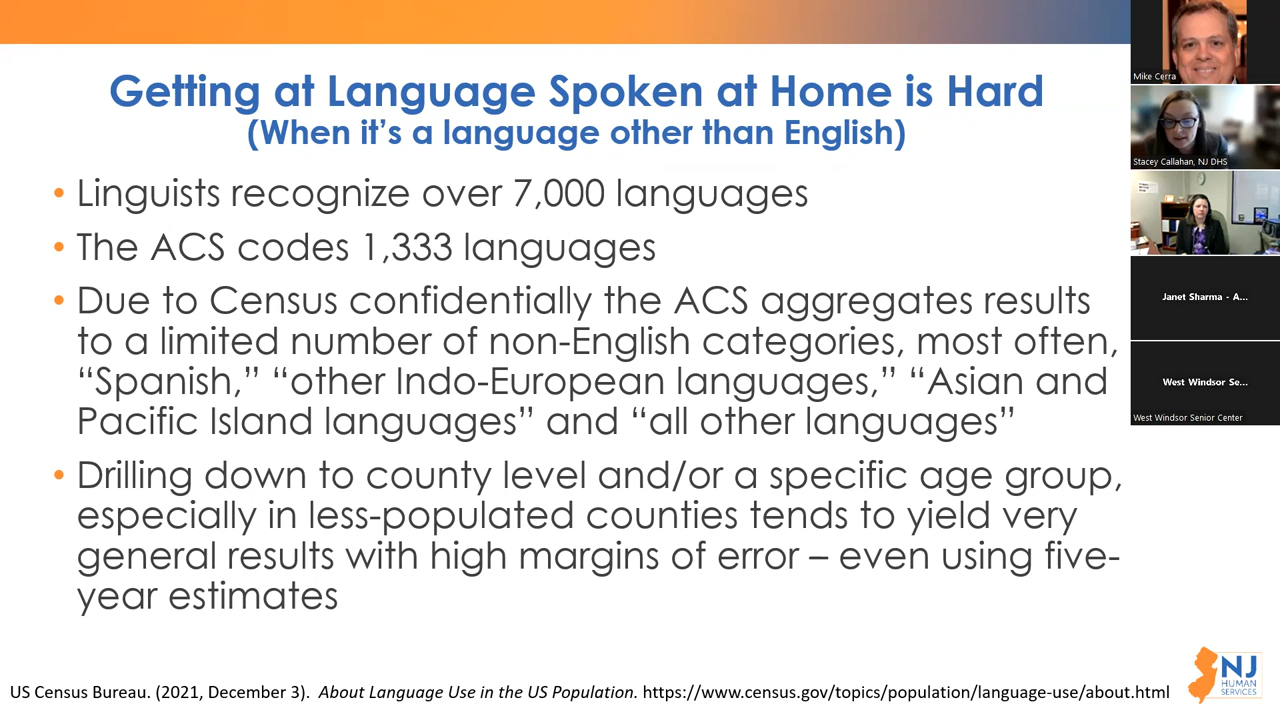 Getting at Language Spoken at Home is Hard
(When it's a language other than English)
• Linguists recognize over 7,000 languages
• The ACS codes 1,333 languages
• Due to Census confidentially the ACS aggregates results
to a limited number of non-English categories, most often,
“Spanish,” “other Indo-European languages,” “Asian and
Pacific Island languages” and “all other languages”
• Drilling down to county level and/or a specific age group,
especially in less-populated counties tends to yield very
general results with high margins of error – even using five-
year estimates
US Census Bureau. (2021, December 3). About Language Use in the US Population. https://www.census.gov/topics/population/language-use/about.html
NJ
HUMAN
SERVICES
Mike Cerra
Stacey Callahan, NJ DHS
Janet Sharma - A...
West Windsor Se...
West Windsor Senior Center